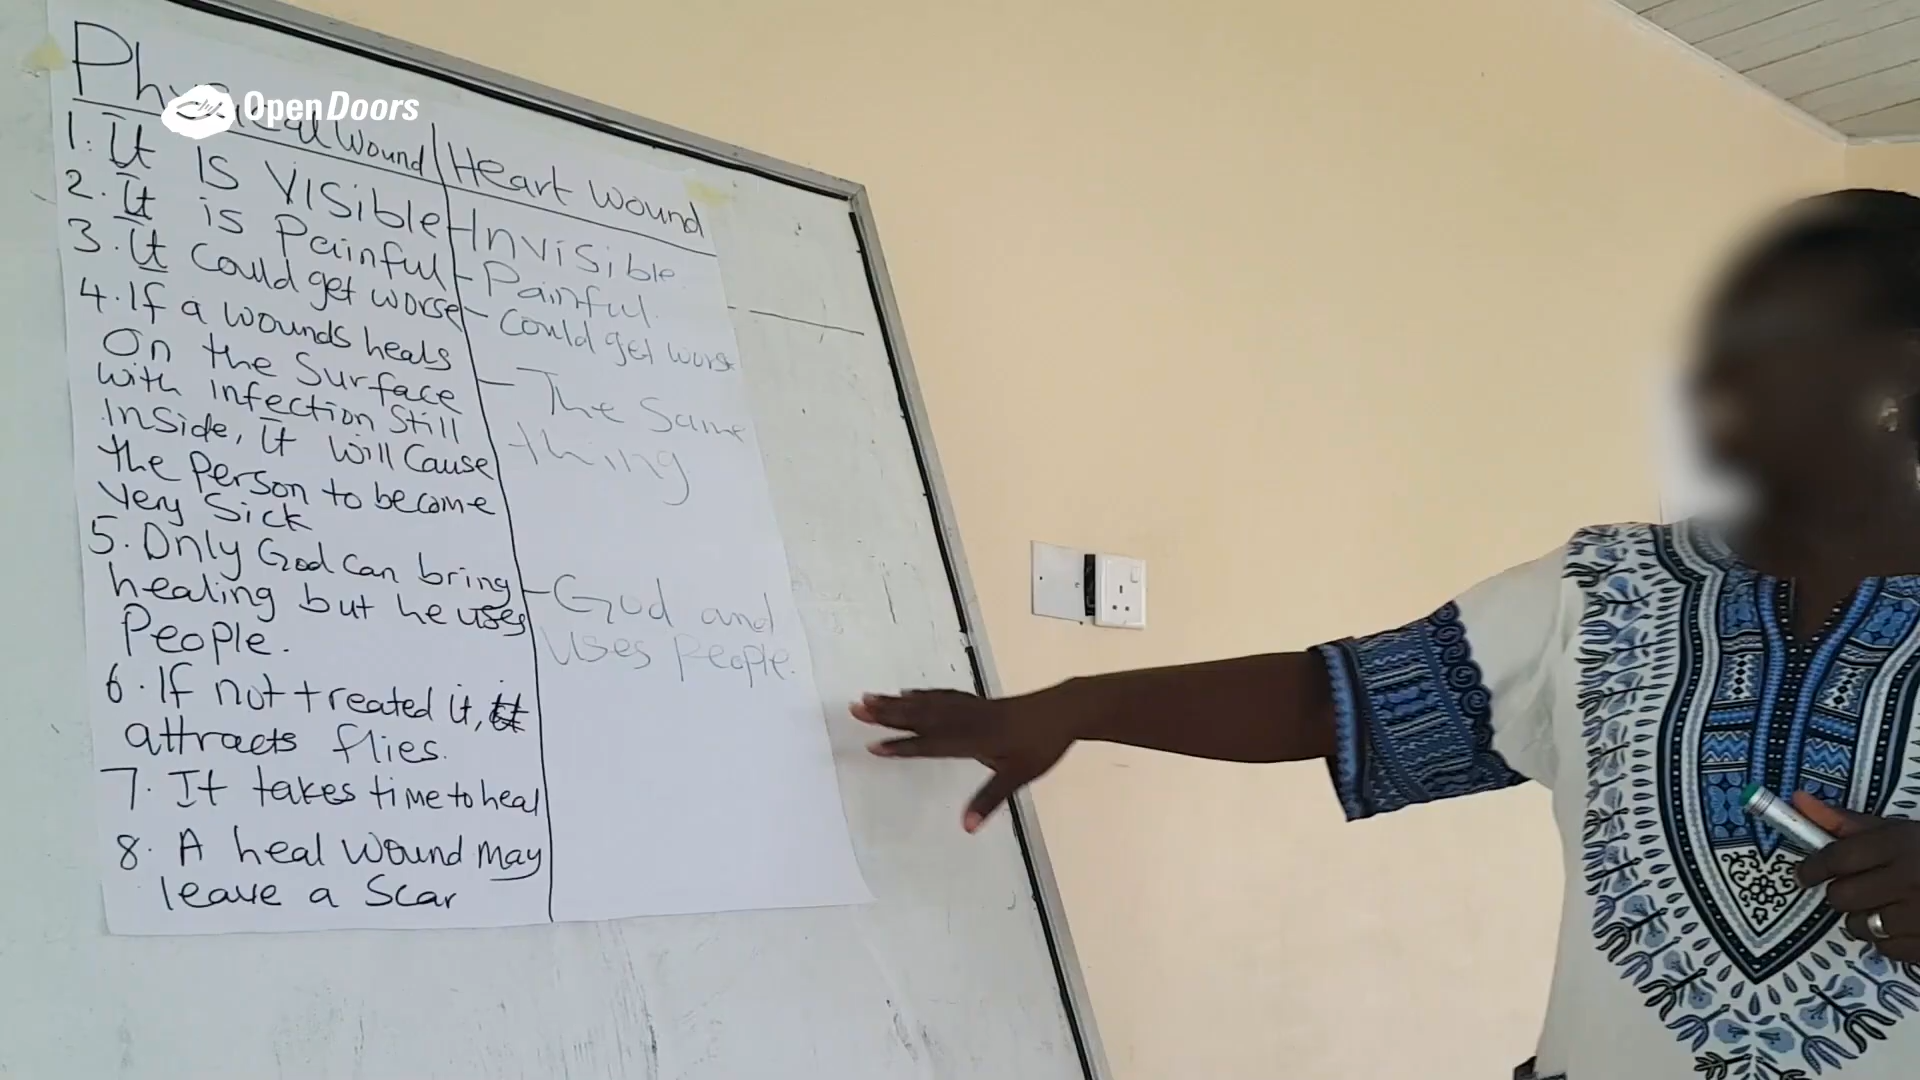 OpenDoors
Physical Wound
1. It is visible
2. It is Painful
3. It Could get worse
4. If a wounds heals
On the Surface
with Infection Still
Inside, It will Cause
the Person to become
very Sick
5. Only God can bring
healing but he uses
People.
6. If not treated it, it
attracts flies.
7. It takes time to heal
8. A heal wound may
leave a Scar
Heart wound
- Invisible.
- Painful.
- Could get worst
- The Same
thing
- God and
uses people.